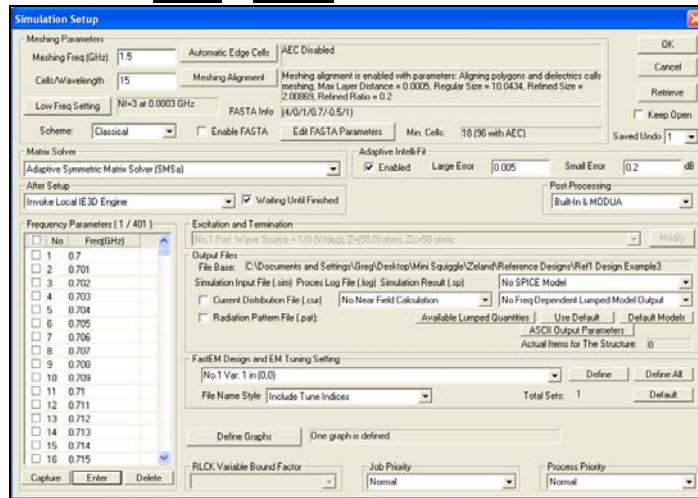 Simulation Setup
Meshing Parameters
Meshing Freq (GHz) 1.5 Automatic Edge Cells AEC Disabled
Cells/Wavelength 15 Meshing Alignment Meshing alignment is enabled with parameters: Aligning polygons and dielectrics calls
meshing, Max Layer Distance = 0.0005, Regular Size = 10.0434, Refined Size =
2.00869, Refined Ratio = 0.2
Low Freq Setting Nf=3 at 0.0003 GHz FASTA Info (4/0/1/0.7/-0.5/1)
Scheme: Classical Enable FASTA Edit FASTA Parameters Min. Cells: 18 (96 with AEC)
OK
Cancel
Retrieve
Keep Open
Saved Undo 1
Matrix Solver
Adaptive Symmetric Matrix Solver (SMSa)
Adaptive Intelli-Fit
Enabled Large Error 0.005 Small Error 0.2 dB
After Setup
Invoke Local IE3D Engine Waiting Until Finished
Post-Processing
Built-In & MODUA
Frequency Parameters ( 1 / 401 )
No Freq(GHz)
1 0.7
2 0.701
3 0.702
4 0.703
5 0.704
6 0.705
7 0.706
8 0.707
9 0.708
10 0.709
11 0.71
12 0.711
13 0.712
14 0.713
15 0.714
16 0.715
Capture Enter Delete
Excitation and Termination
No.1 Port: Wave Source = 1/0 (V/deg), Z=(50,0) ohms, Zc=50 ohms Modify
Output Files
File Base: C:\Documents and Settings\Greg\Desktop\Mini Squiggle\Zeland\Reference Designs\Ref1 Design Example3
Simulation Input File (.sim) Proces Log File (.log) Simulation Result (.sp) No SPICE Model
Current Distribution File (.cur) No Near Field Calculation No Freq Dependent Lumped Model Output
Radiation Pattern File (.pat): Available Lumped Quantities Use Default Default Models
ASCII Output Parameters
Actual Items for The Structure: 0
FastEM Design and EM Tuning Setting
No.1 Var. 1 in (0,0) Define Define All
File Name Style Include Tune Indices Total Sets: 1 Default
Define Graphs One graph is defined.
RLCK Variable Bound Factor
Job Priority
Normal
Process Priority
Normal